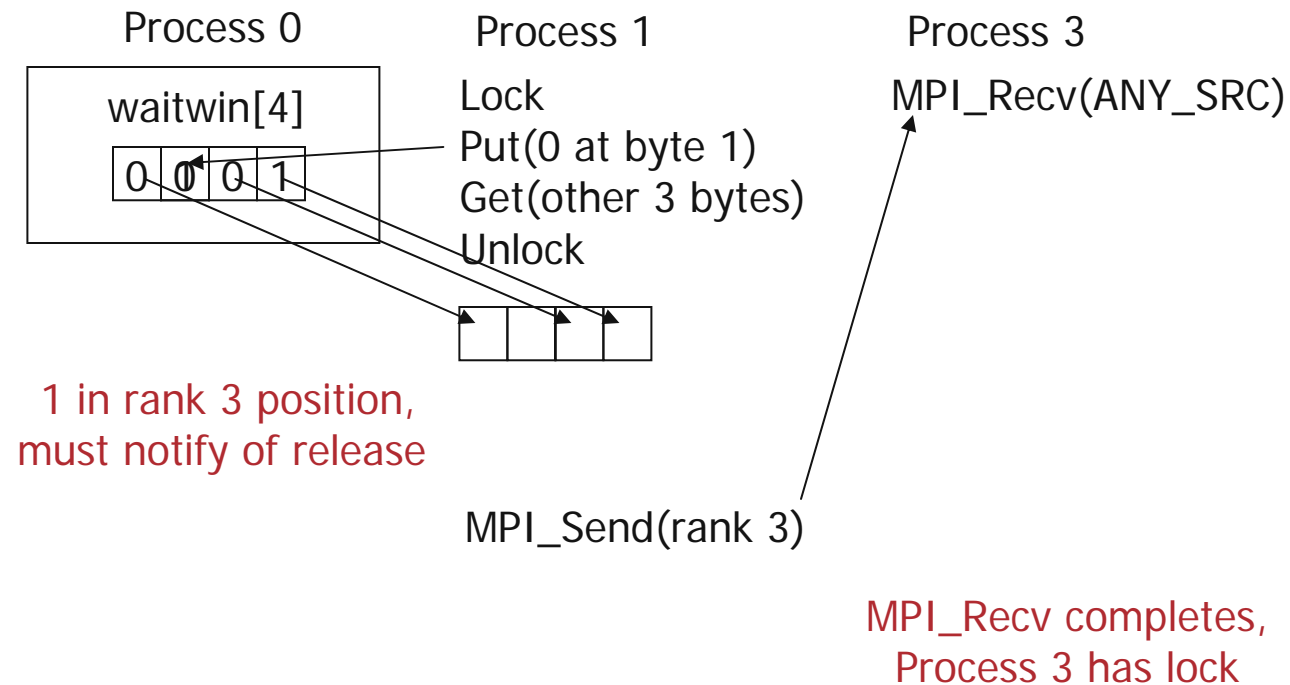 Process 0
Process 1
Process 3
waitwin[4]
0 0 0 1
Lock
Put(0 at byte 1)
Get(other 3 bytes)
Unlock
MPI_Recv(ANY_SRC)
1 in rank 3 position,
must notify of release
MPI_Send(rank 3)
MPI_Recv completes,
Process 3 has lock